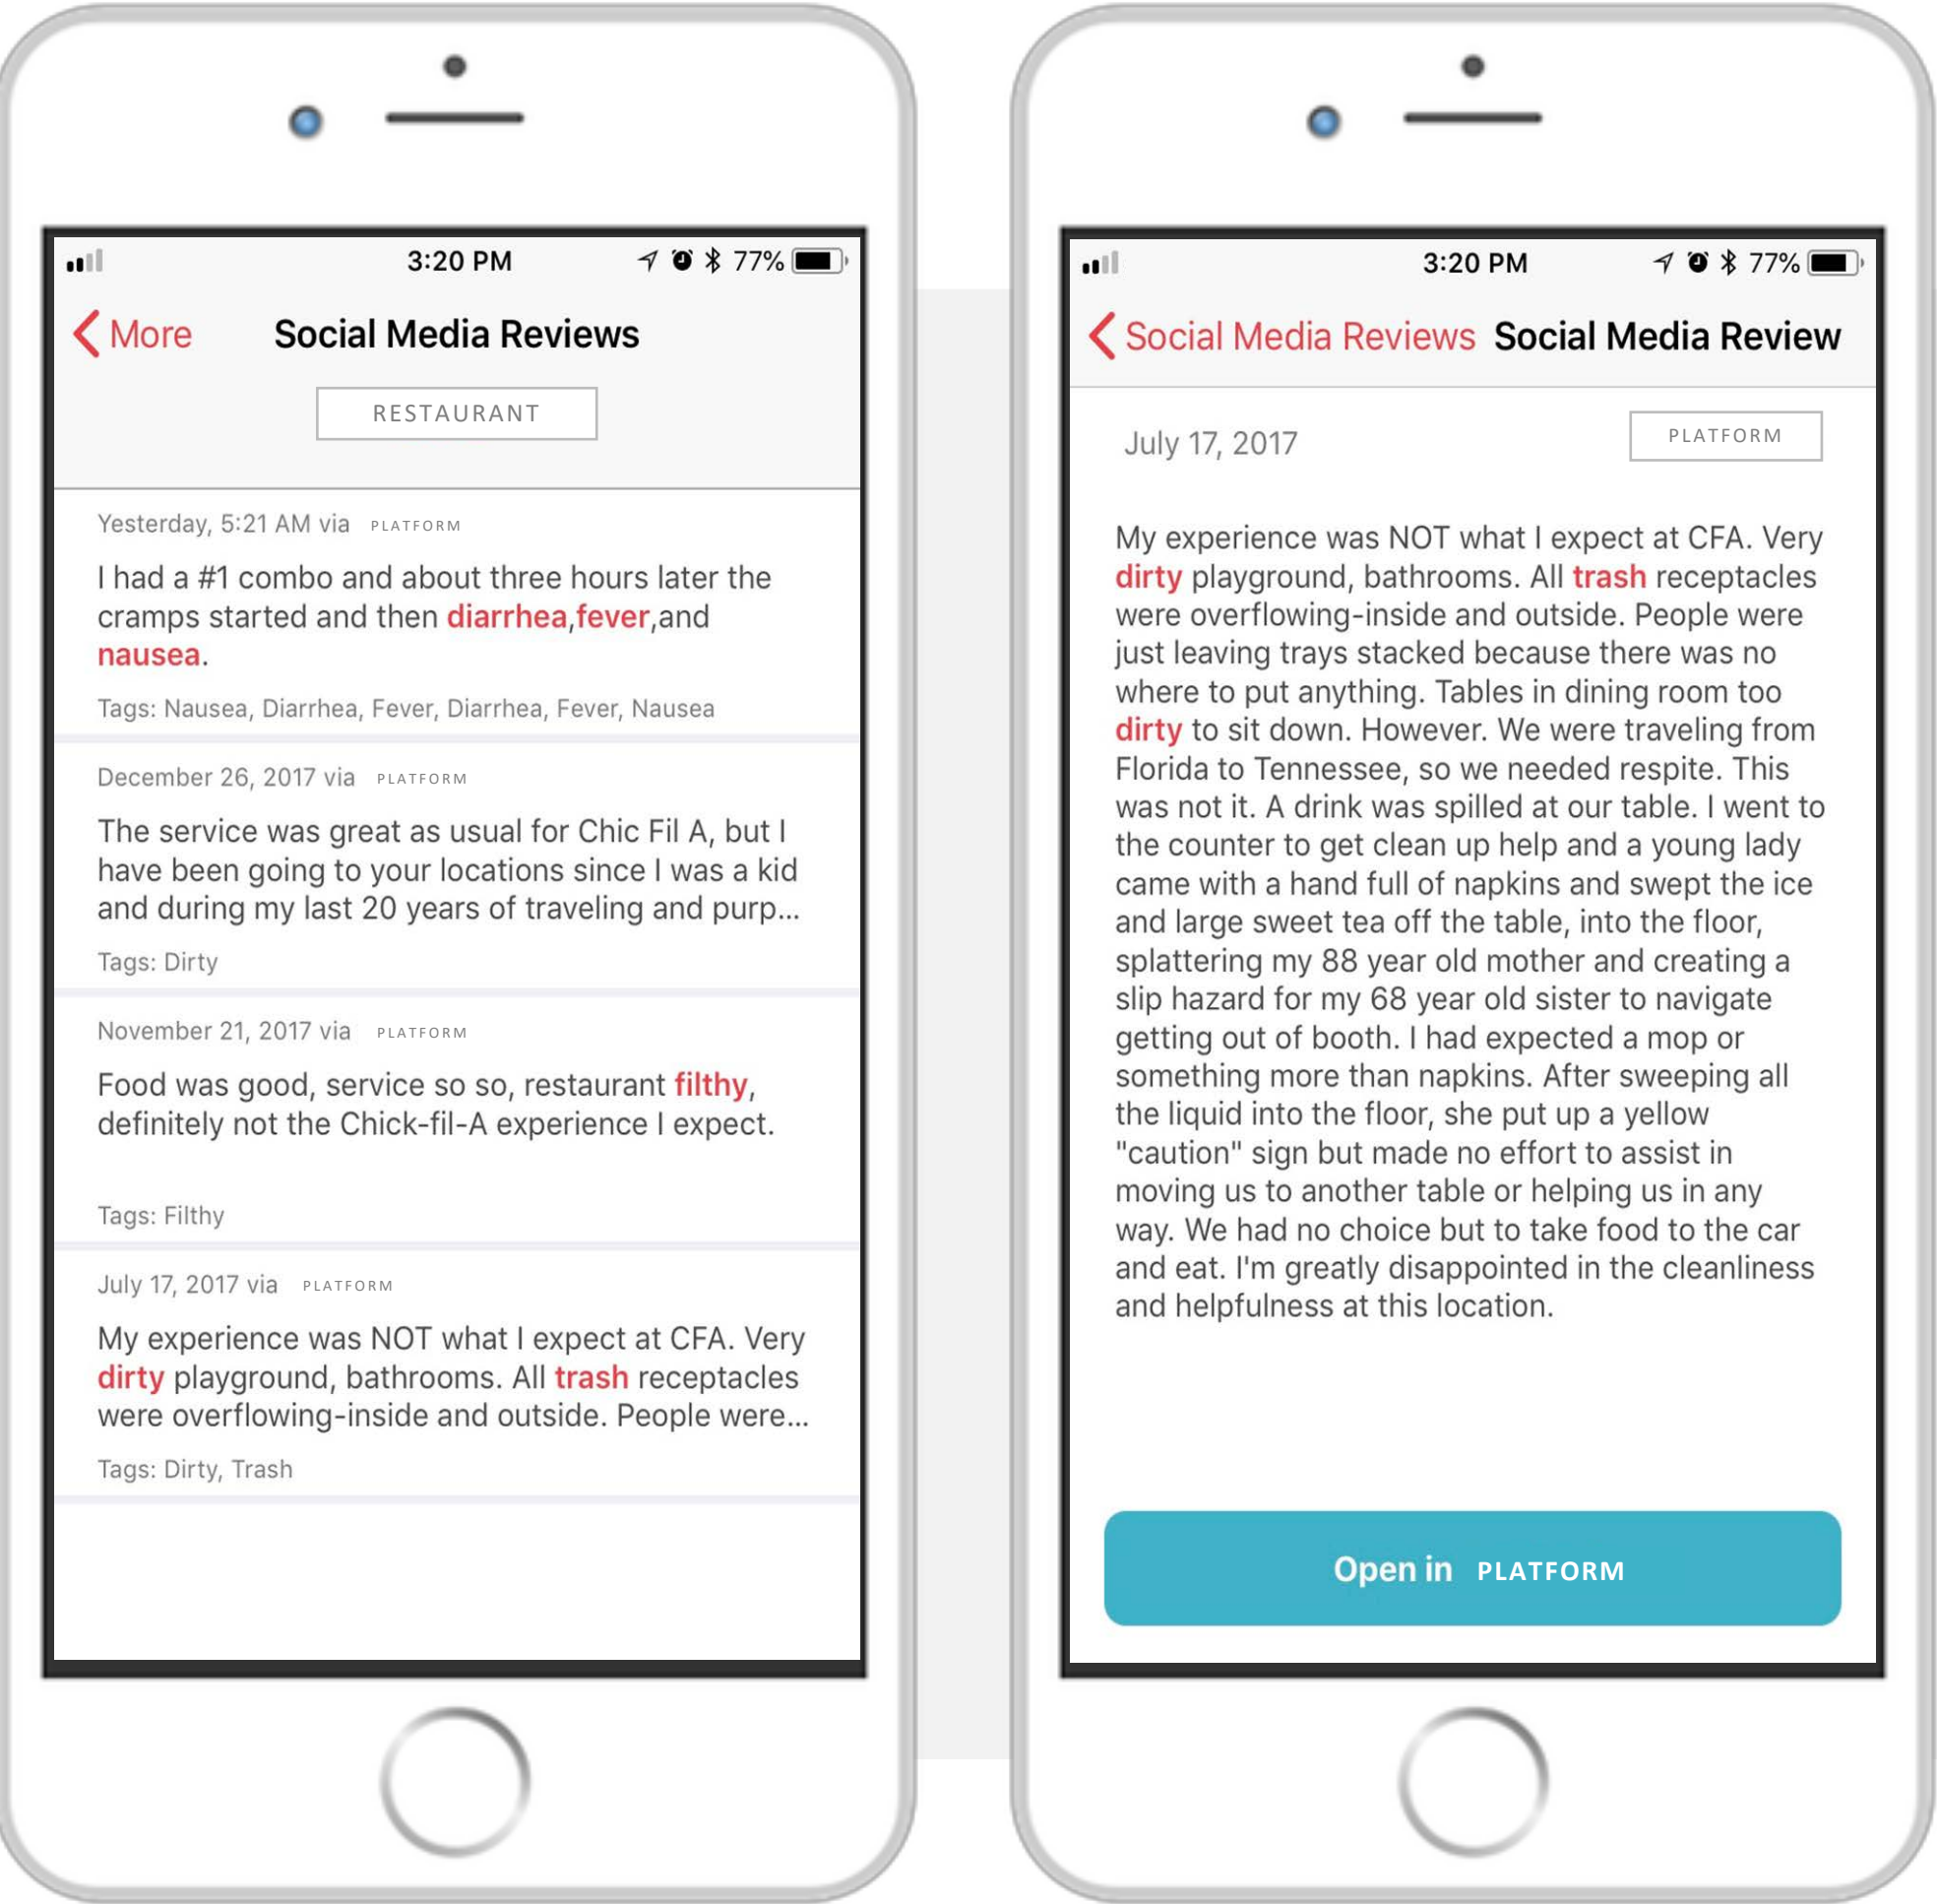 3:20 PM
77%
More
Social Media Reviews
RESTAURANT
Yesterday, 5:21 AM via PLATFORM
I had a #1 combo and about three hours later the
cramps started and then diarrhea,fever,and
nausea.
Tags: Nausea, Diarrhea, Fever, Diarrhea, Fever, Nausea
December 26, 2017 via PLATFORM
The service was great as usual for Chic Fil A, but I
have been going to your locations since I was a kid
and during my last 20 years of traveling and purp...
Tags: Dirty
November 21, 2017 via PLATFORM
Food was good, service so so, restaurant filthy,
definitely not the Chick-fil-A experience I expect.
Tags: Filthy
July 17, 2017 via PLATFORM
My experience was NOT what I expect at CFA. Very
dirty playground, bathrooms. All trash receptacles
were overflowing-inside and outside. People were...
Tags: Dirty, Trash
3:20 PM
77%
Social Media Reviews
Social Media Review
July 17, 2017
PLATFORM
My experience was NOT what I expect at CFA. Very
dirty playground, bathrooms. All trash receptacles
were overflowing-inside and outside. People were
just leaving trays stacked because there was no
where to put anything. Tables in dining room too
dirty to sit down. However. We were traveling from
Florida to Tennessee, so we needed respite. This
was not it. A drink was spilled at our table. I went to
the counter to get clean up help and a young lady
came with a hand full of napkins and swept the ice
and large sweet tea off the table, into the floor,
splattering my 88 year old mother and creating a
slip hazard for my 68 year old sister to navigate
getting out of booth. I had expected a mop or
something more than napkins. After sweeping all
the liquid into the floor, she put up a yellow
"caution" sign but made no effort to assist in
moving us to another table or helping us in any
way. We had no choice but to take food to the car
and eat. I'm greatly disappointed in the cleanliness
and helpfulness at this location.
Open in PLATFORM